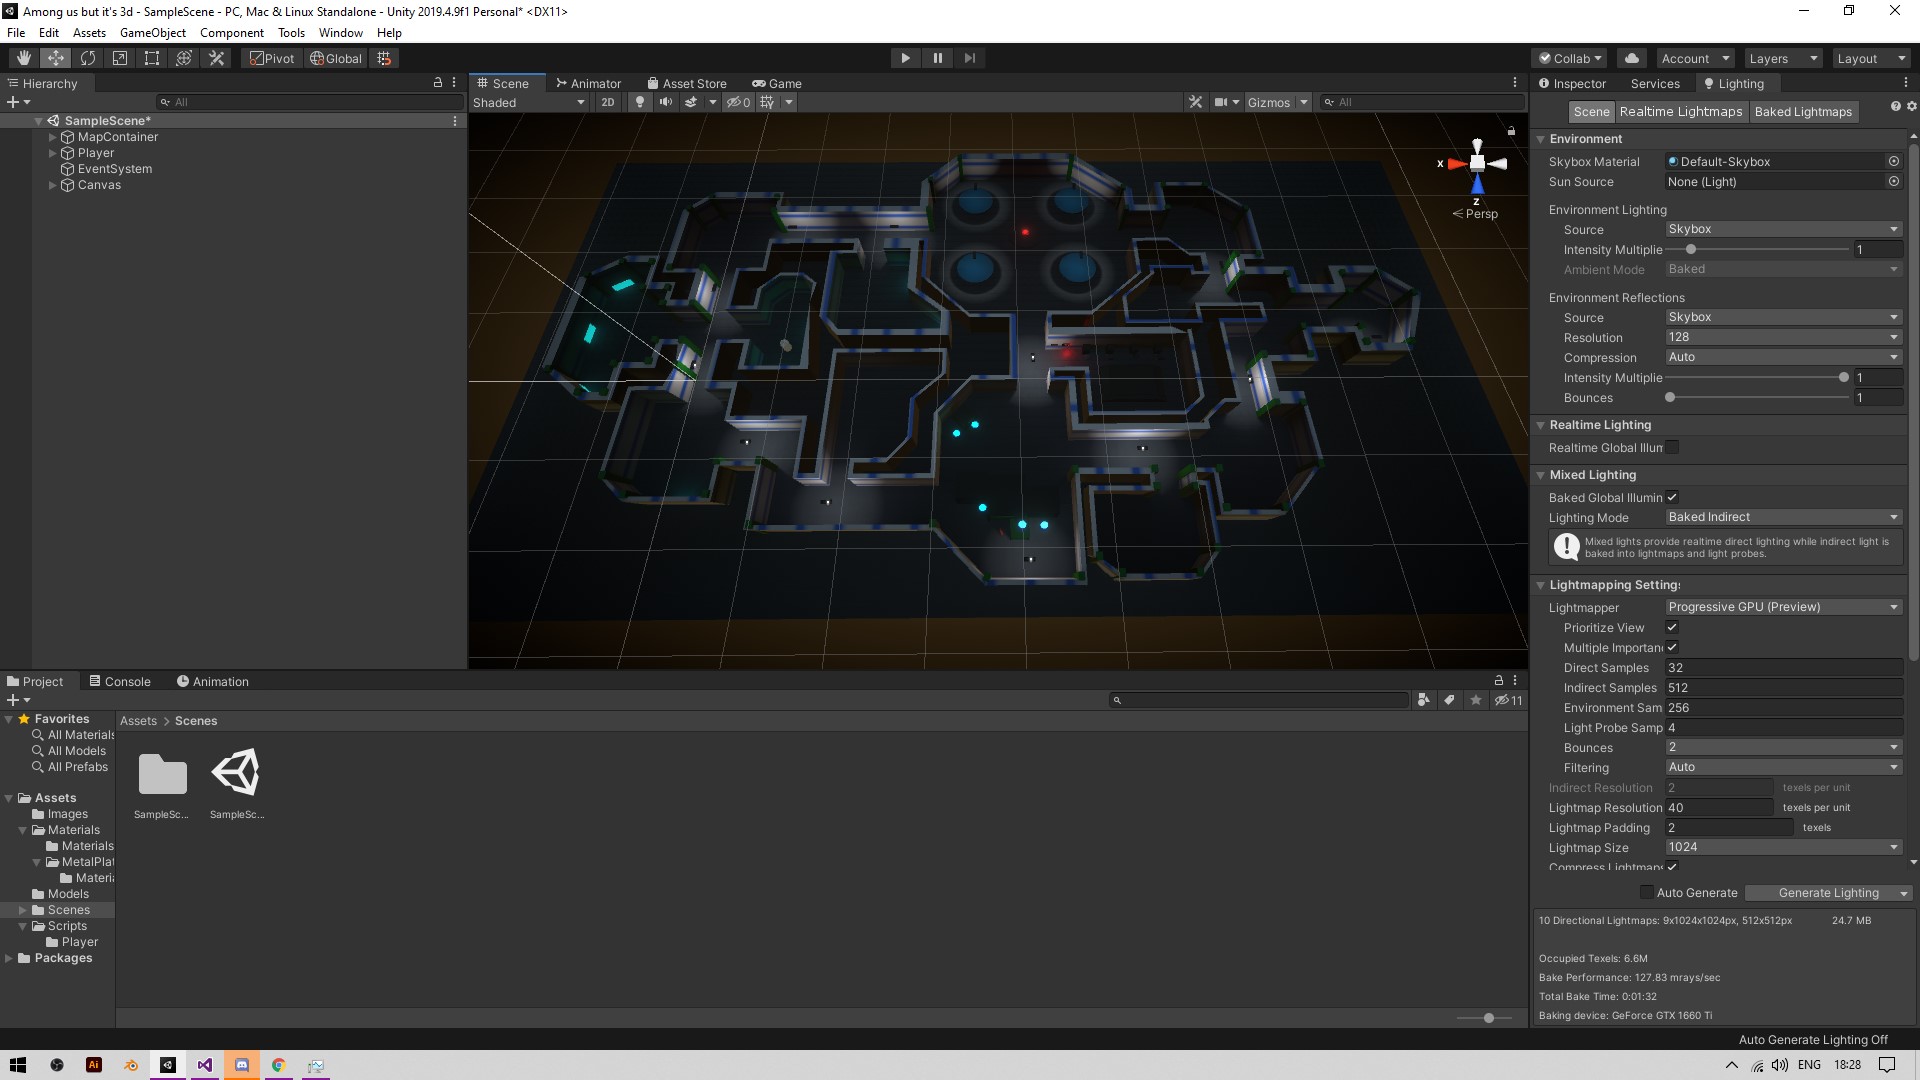 Among us but it's 3d - SampleScene - PC, Mac & Linux Standalone - Unity 2019.4.9f1 Personal* <DX11>
File Edit Assets GameObject Component Tools Window Help
Pivot Global Collab Account Layers Layout
Hierarchy
All
SampleScene*
MapContainer
Player
EventSystem
Canvas
Scene Animator Asset Store Game
Shaded 2D 0 Gizmos All
x
z
Persp
Inspector Services Lighting
Scene Realtime Lightmaps Baked Lightmaps
Environment
Skybox Material Default-Skybox
Sun Source None (Light)
Environment Lighting
Source Skybox
Intensity Multiplie 1
Ambient Mode Baked
Environment Reflections
Source Skybox
Resolution 128
Compression Auto
Intensity Multiplie 1
Bounces 1
Realtime Lighting
Realtime Global Illum
Mixed Lighting
Baked Global Illumin
Lighting Mode Baked Indirect
Mixed lights provide realtime direct lighting while indirect light is
baked into lightmaps and light probes.
Lightmapping Settings
Lightmapper Progressive GPU (Preview)
Prioritize View
Multiple Importan
Direct Samples 32
Indirect Samples 512
Environment Sam 256
Light Probe Samp 4
Bounces 2
Filtering Auto
Indirect Resolution 2 texels per unit
Lightmap Resolution 40 texels per unit
Lightmap Padding 2 texels
Lightmap Size 1024
Compress Lightmaps
Auto Generate Generate Lighting
10 Directional Lightmaps: 9x1024x1024px, 512x512px 24.7 MB
Occupied Texels: 6.6M
Bake Performance: 127.83 mrays/sec
Total Bake Time: 0:01:32
Baking device: GeForce GTX 1660 Ti
Auto Generate Lighting Off
Project Console Animation
11
Favorites
All Materials
All Models
All Prefabs
Assets
Images
Materials
Materials
MetalPlat
Materi
Models
Scenes
Scripts
Player
Packages
Assets > Scenes
SampleSc... SampleSc...
Ai
ENG 18:28